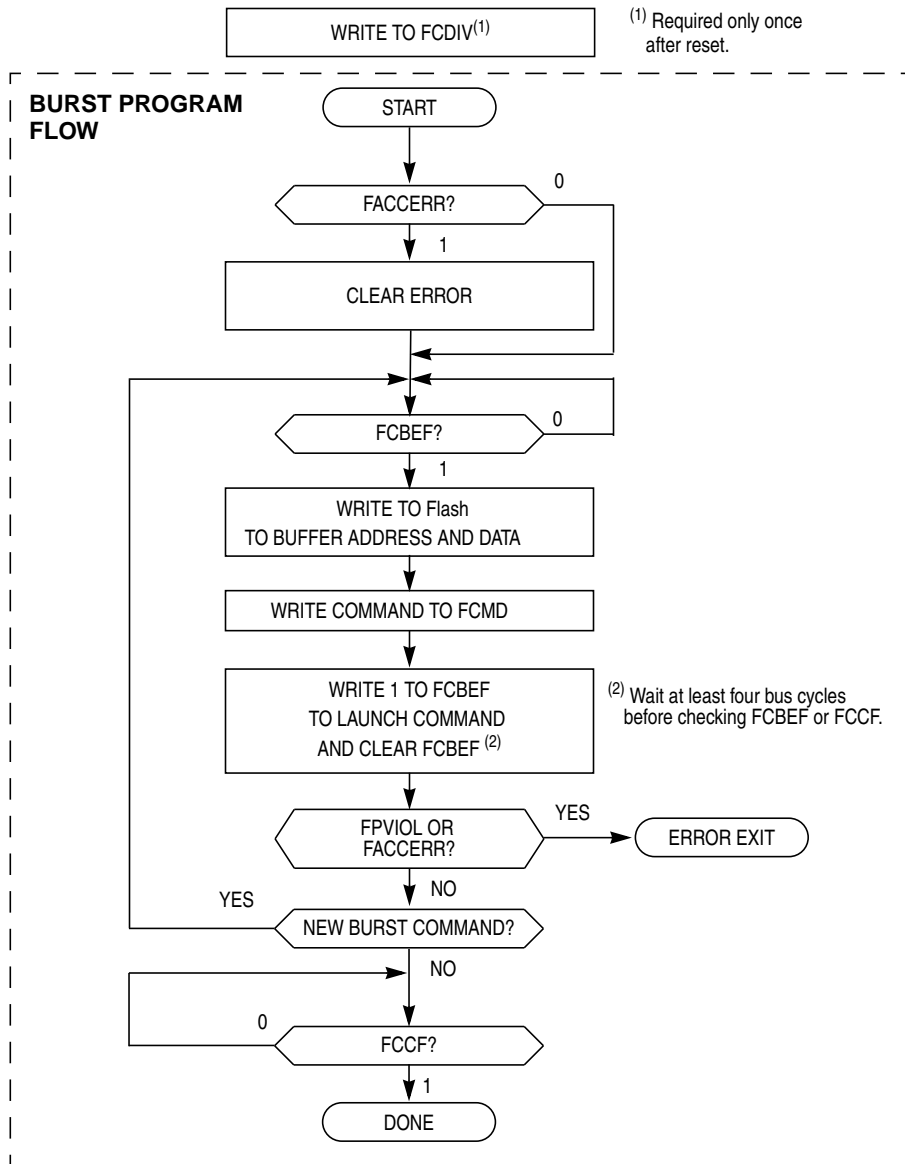 WRITE TO FCDIV(1)
(1) Required only once
after reset.
BURST PROGRAM
FLOW
START
FACCERR?
0
1
CLEAR ERROR
FCBEF?
0
1
WRITE TO Flash
TO BUFFER ADDRESS AND DATA
WRITE COMMAND TO FCMD
WRITE 1 TO FCBEF
TO LAUNCH COMMAND
AND CLEAR FCBEF (2)
(2) Wait at least four bus cycles
before checking FCBEF or FCCF.
FPVIOL OR
FACCERR?
YES
ERROR EXIT
NO
YES
NEW BURST COMMAND?
NO
0
FCCF?
1
DONE